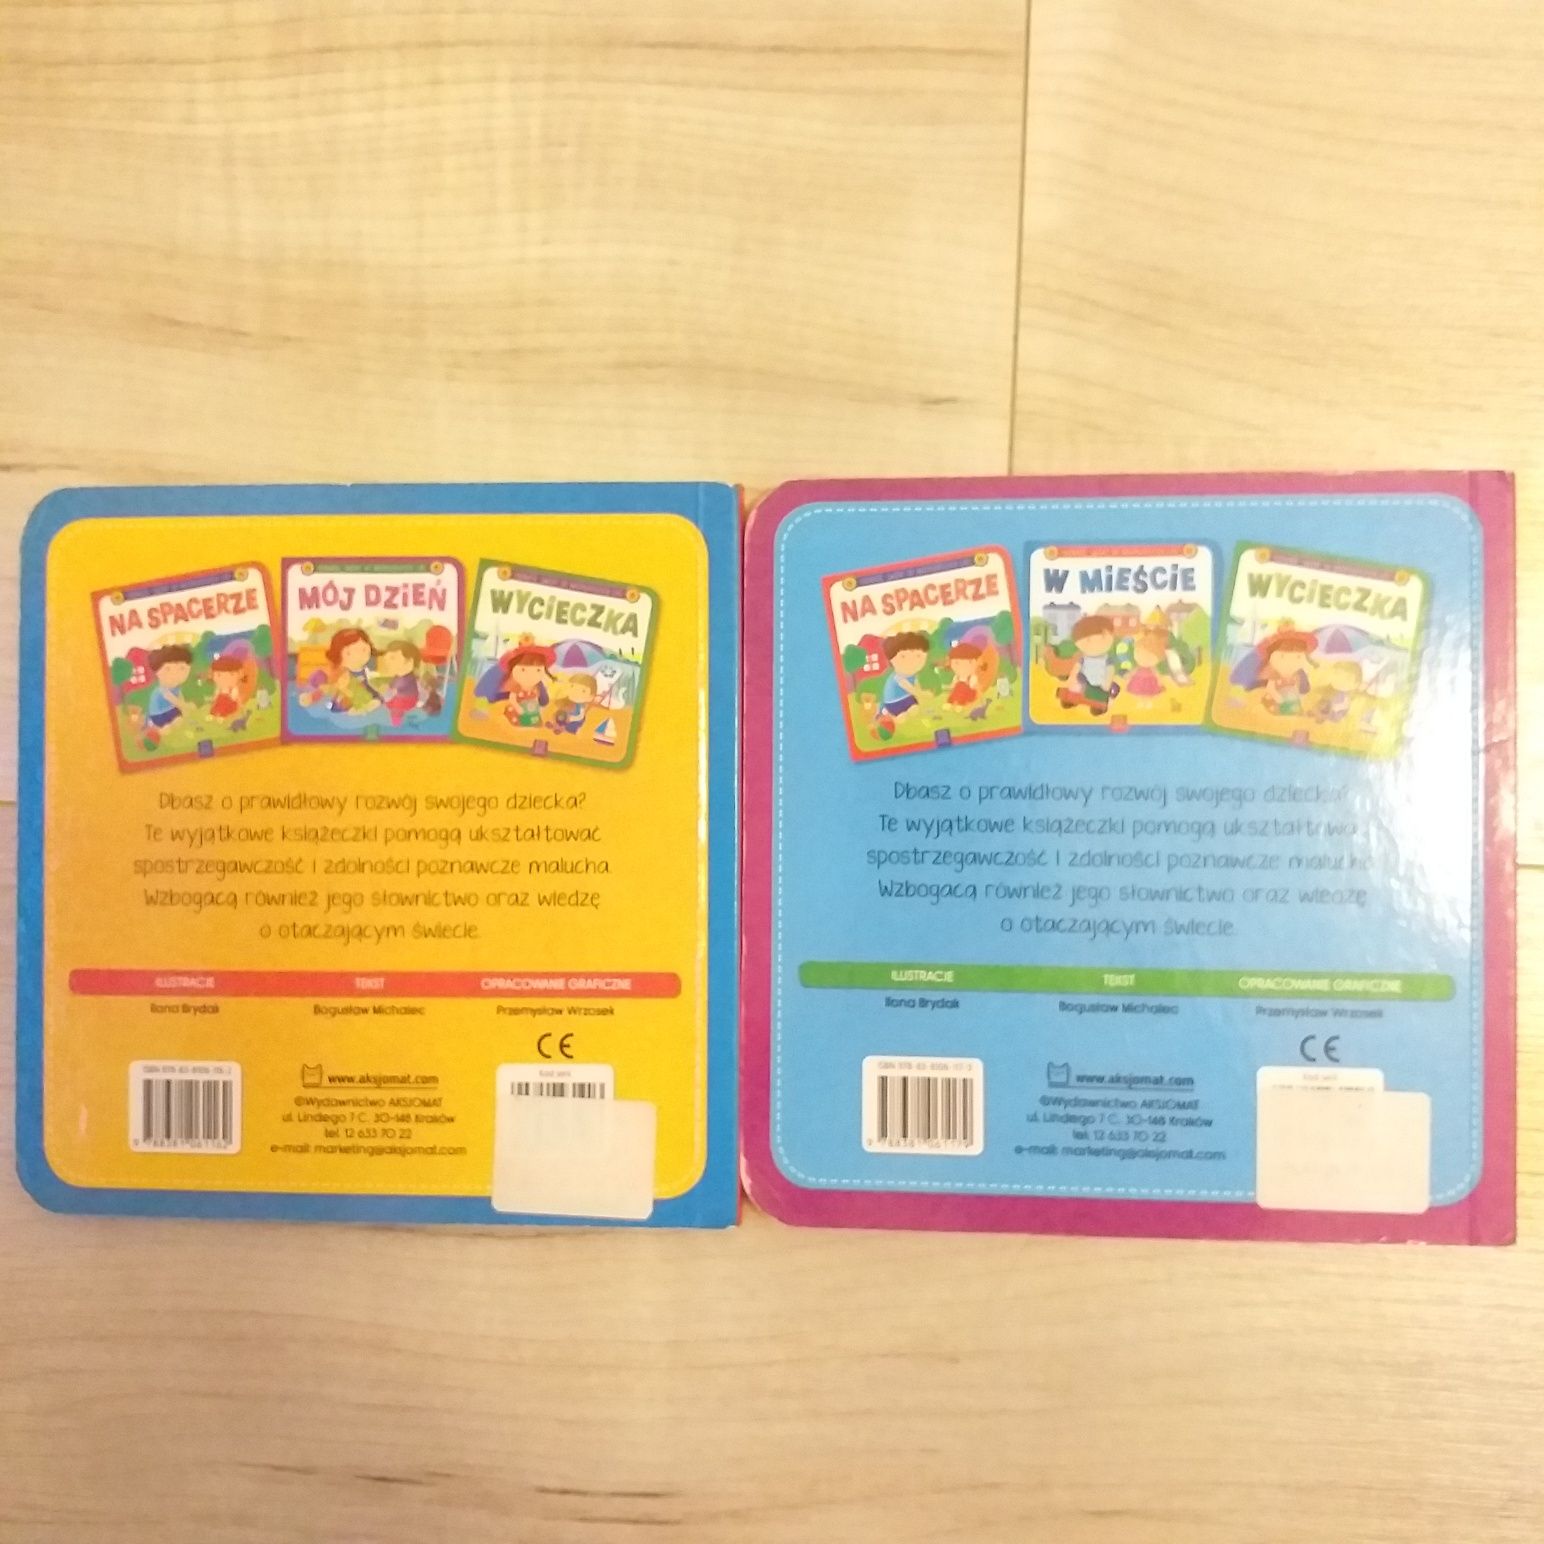 NA SPACERZE
MÓJ DZIEŃ
WYCIECZKA
Dbasz o prawidłowy rozwój swojego dziecka?
Te wyjątkowe książeczki pomogą ukształtować
spostrzegawczość i zdolności poznawcze malucha.
Wzbogacą również jego słownictwo oraz wiedzę
o otaczającym świecie.
ILUSTRACJE TEKST OPRACOWANIE GRAFICZNE
Ilona Brydak Bogusław Michalec Przemysław Wrzosek
CE
www.aksjomat.com
©Wydawnictwo AKSJOMAT
ul. Lindego 7 C, 30-148 Kraków
tel. 12 633 70 22
e-mail: marketing@aksjomat.com
Kod serii
NA SPACERZE
W MIEŚCIE
WYCIECZKA
Dbasz o prawidłowy rozwój swojego dziecka?
Te wyjątkowe książeczki pomogą
spostrzegawczość i zdolności poznawcze malucha
Wzbogacą również jego słownictwo oraz wiedzę
o otaczającym świecie.
ILUSTRACJE TEKST OPRACOWANIE GRAFICZNE
Ilona Brydak Bogusław Michalec Przemysław Wrzosek
CE
www.aksjomat.com
©Wydawnictwo AKSJOMAT
ul. Lindego 7 C, 30-148 Kraków
tel. 12 633 70 22
e-mail: marketing@aksjomat.com
Kod serii